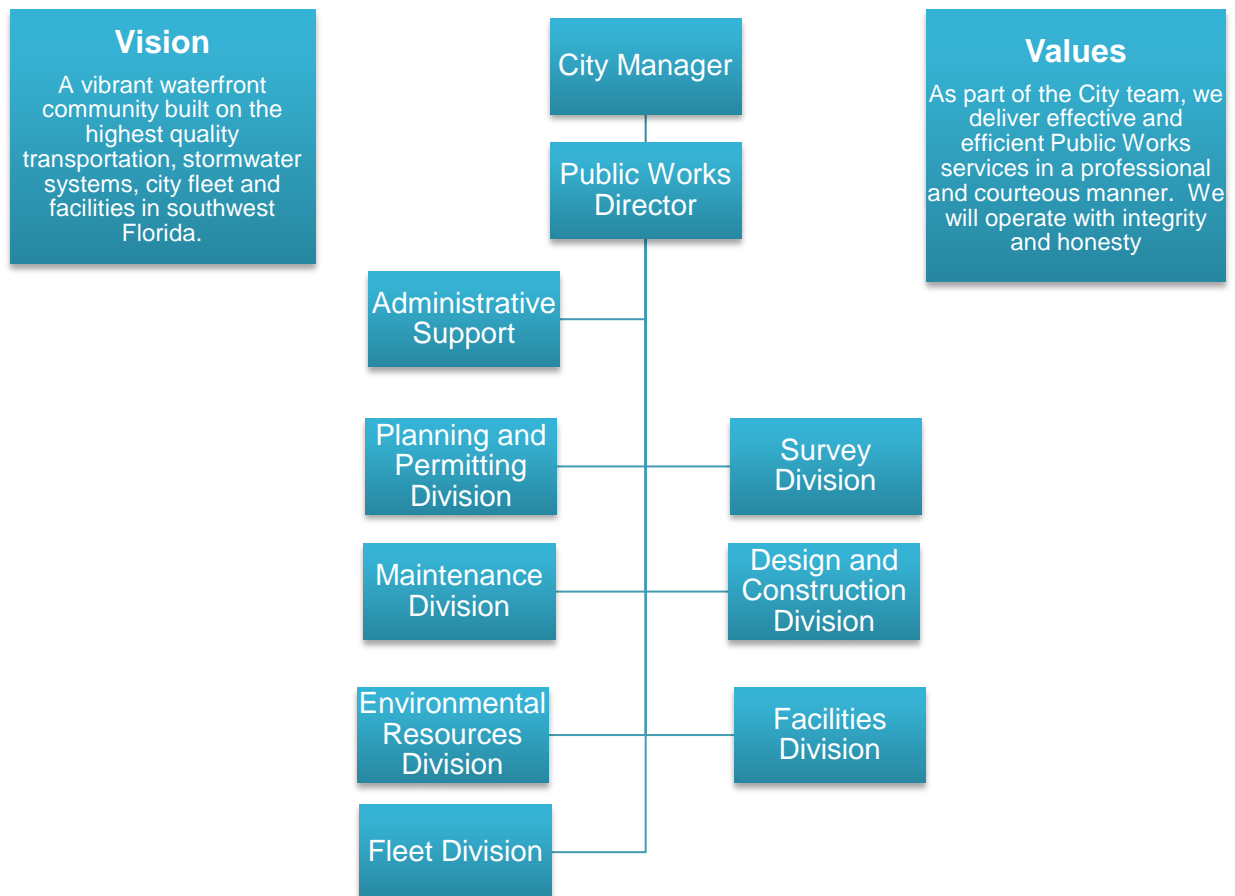 Vision
A vibrant waterfront
community built on the
highest quality
transportation, stormwater
systems, city fleet and
facilities in southwest
Florida.
City Manager
Values
As part of the City team, we
deliver effective and
efficient Public Works
services in a professional
and courteous manner.  We
will operate with integrity
and honesty
Public Works
Director
Administrative
Support
Planning and
Permitting
Division
Survey
Division
Maintenance
Division
Design and
Construction
Division
Environmental
Resources
Division
Facilities
Division
Fleet Division